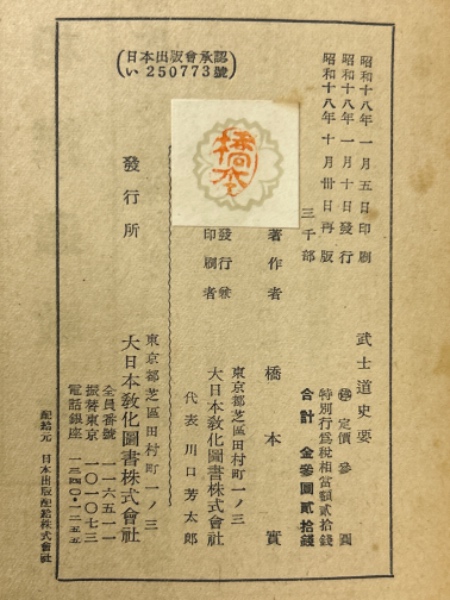 (日本出版會承認
い250773號)
昭和十八年一月五日印刷
昭和十八年一月十日發行
昭和十八年十月卅日再版
三千部
武士道史要
㊞ 定價參圓
特別行爲稅相當額貳拾錢
合計 金參圓貳拾錢
著作者 橋本實
發行兼
印刷者
東京都芝區田村町一ノ三
大日本敎化圖書株式會社
代表 川口芳太郎
發行所
東京都芝區田村町一ノ三
大日本敎化圖書株式會社
會員番號 一一六五一一
振替東京 一〇一〇七三
電話銀座 一三四〇・一二五五
配給元 日本出版配給株式會社
橋本